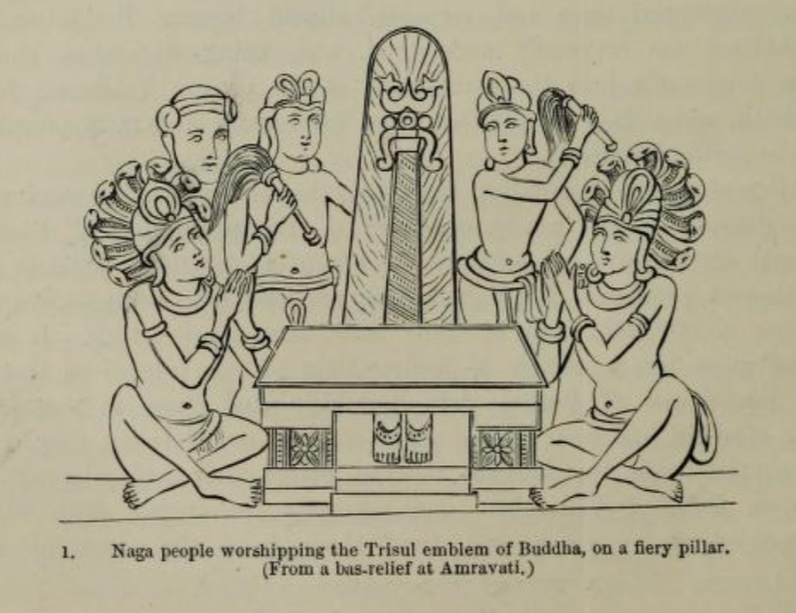 1. Naga people worshipping the Trisul emblem of Buddha, on a fiery pillar.
(From a bas-relief at Amravati.)